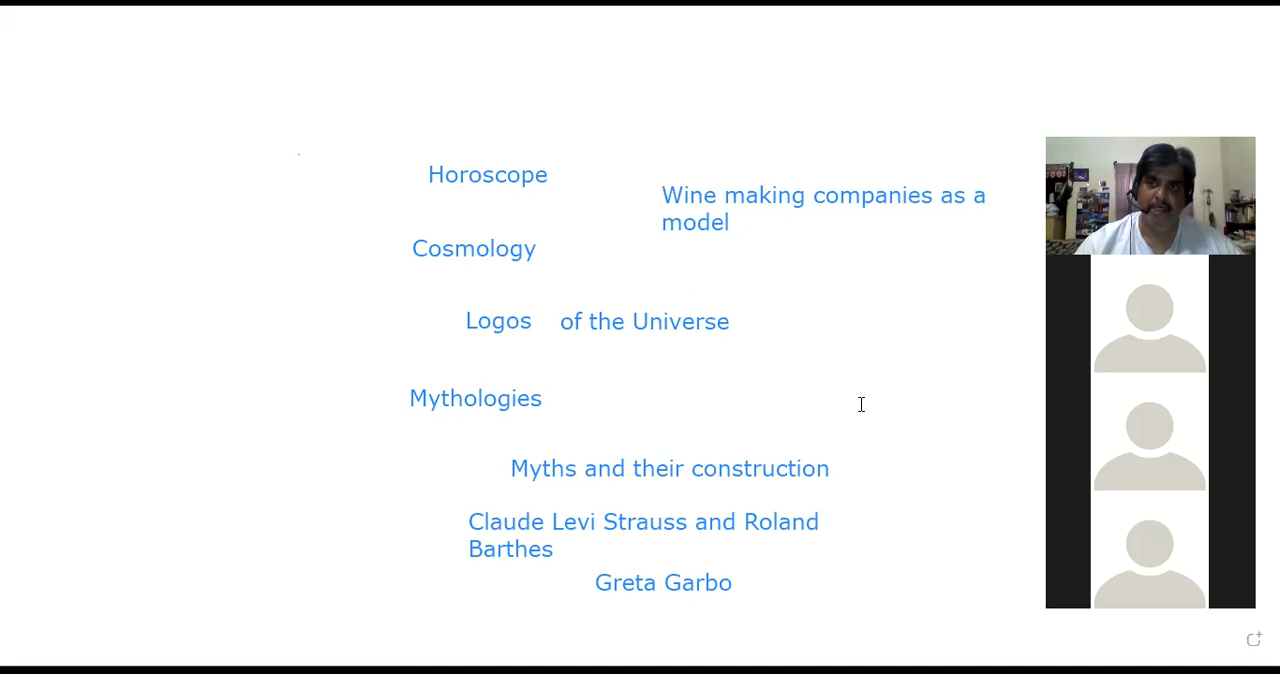 Horoscope
Wine making companies as a
model
Cosmology
Logos of the Universe
Mythologies
Myths and their construction
Claude Levi Strauss and Roland
Barthes
Greta Garbo